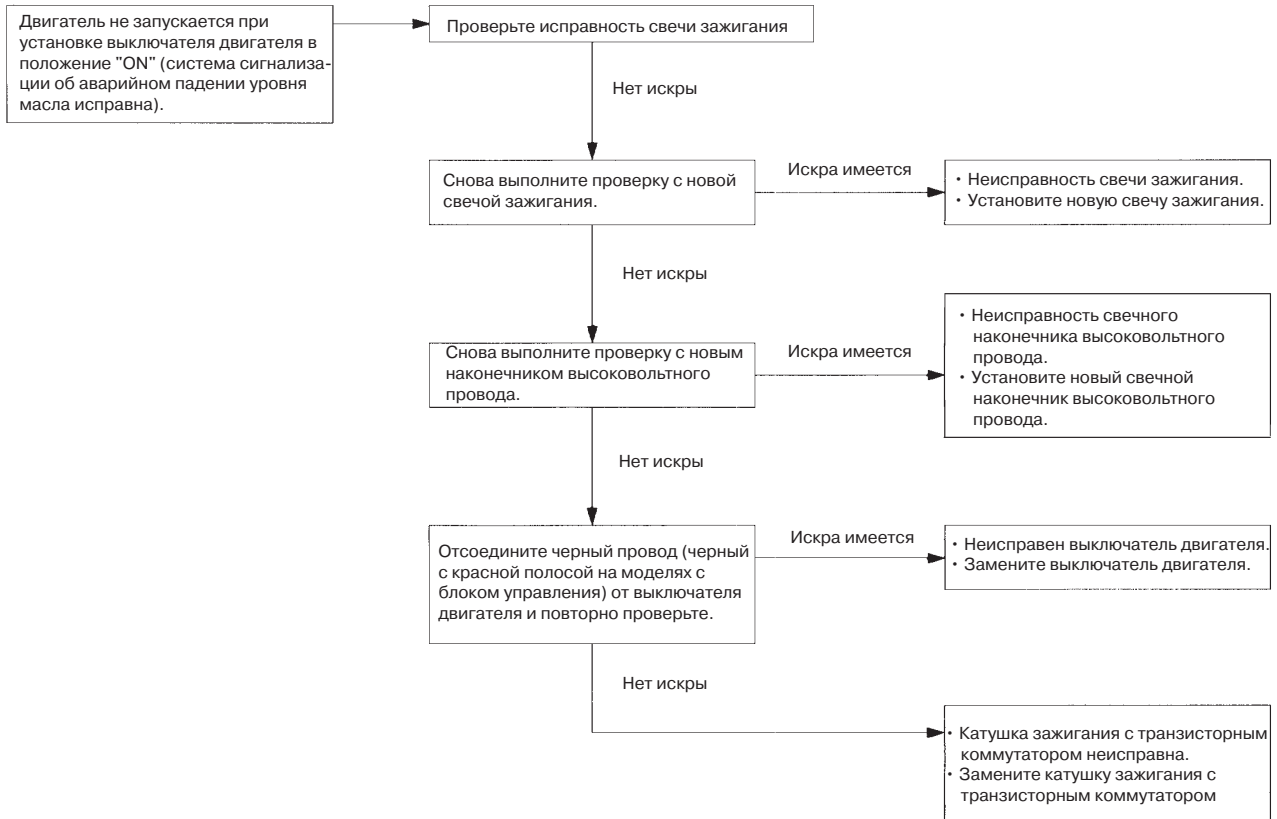 Двигатель не запускается при
установке выключателя двигателя в
положение "ON" (система сигнализа-
ции об аварийном падении уровня
масла исправна).
Проверьте исправность свечи зажигания
Нет искры
Снова выполните проверку с новой
свечой зажигания.
Искра имеется
· Неисправность свечи зажигания.
· Установите новую свечу зажигания.
Нет искры
Снова выполните проверку с новым
наконечником высоковольтного
провода.
Искра имеется
· Неисправность свечного
наконечника высоковольтного
провода.
· Установите новый свечной
наконечник высоковольтного
провода.
Нет искры
Отсоедините черный провод (черный
с красной полосой на моделях с
блоком управления) от выключателя
двигателя и повторно проверьте.
Искра имеется
· Неисправен выключатель двигателя.
· Замените выключатель двигателя.
Нет искры
· Катушка зажигания с транзисторным
коммутатором неисправна.
· Замените катушку зажигания с
транзисторным коммутатором